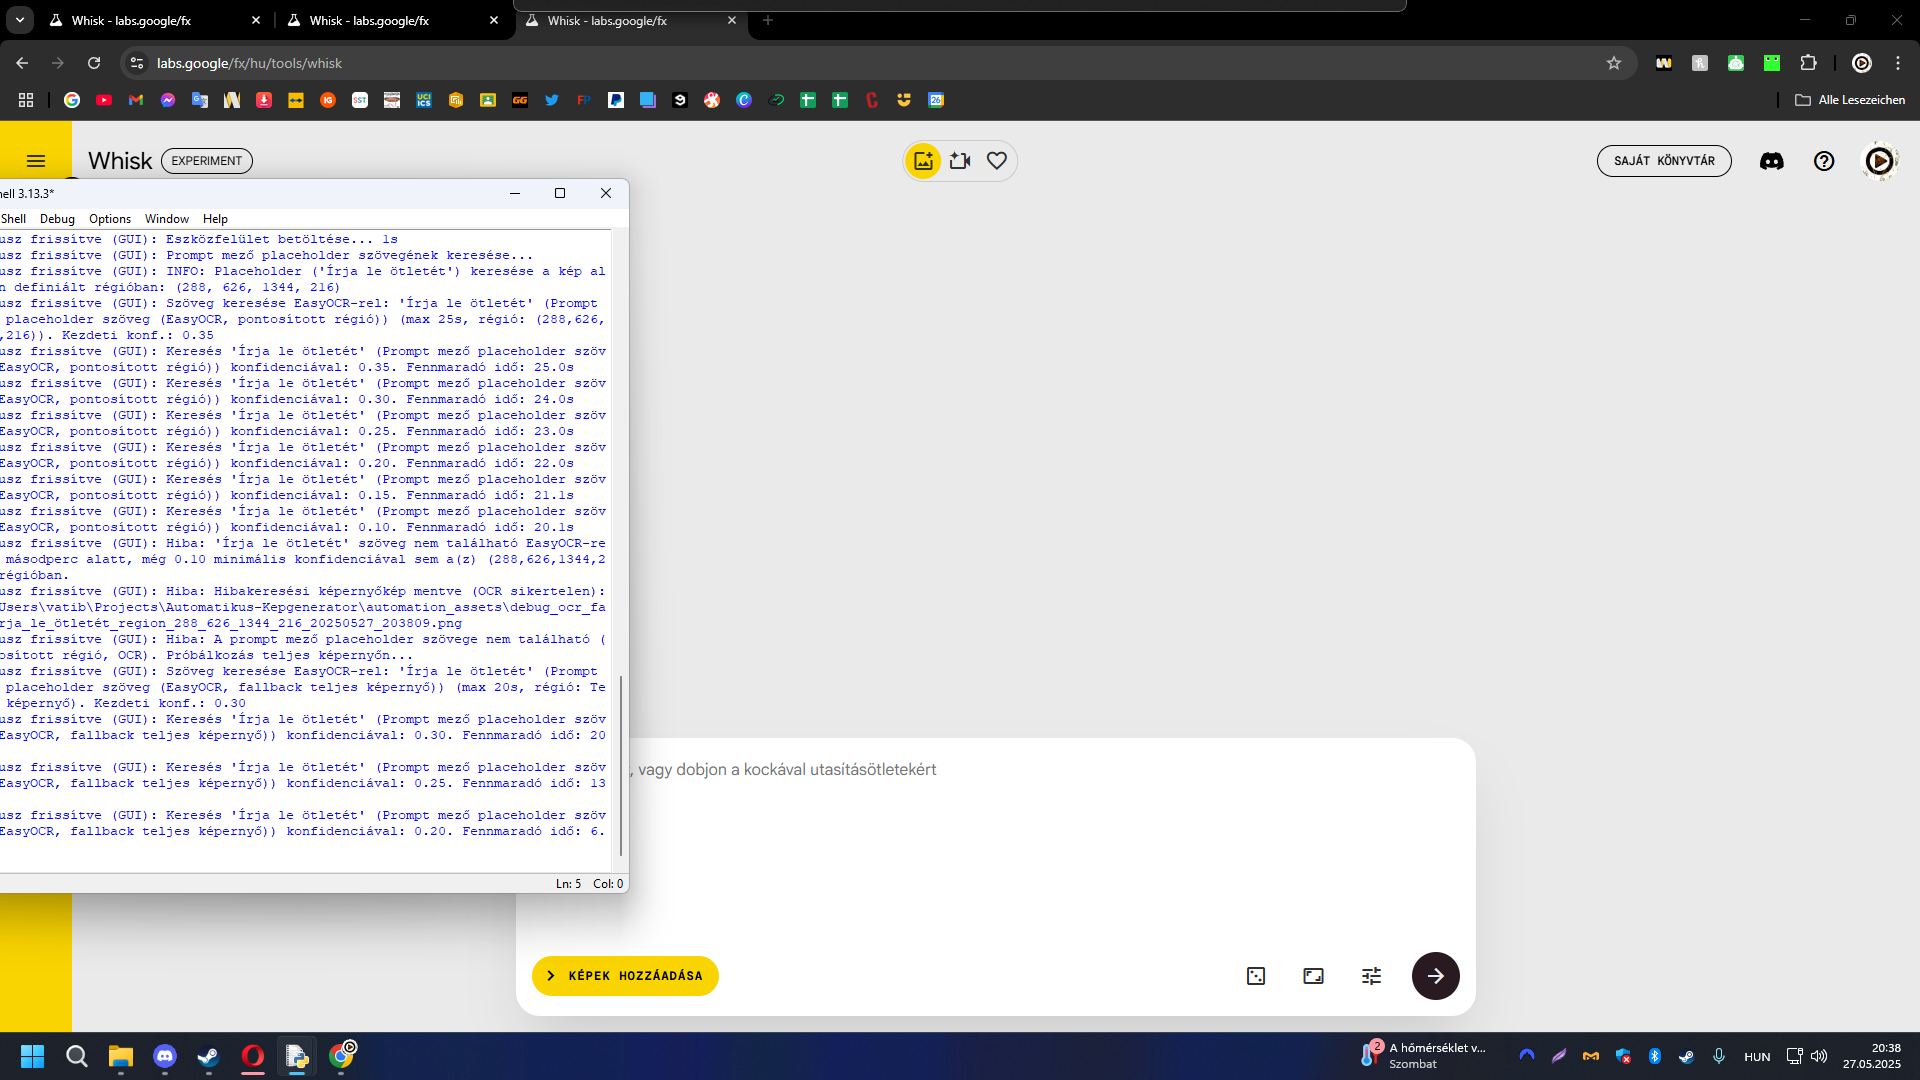 Whisk - labs.google/fx
Whisk - labs.google/fx
Whisk - labs.google/fx
labs.google/fx/hu/tools/whisk
Alle Lesezeichen
Whisk EXPERIMENT
SAJÁT KÖNYVTÁR
ell 3.13.3*
Shell Debug Options Window Help
usz frissítve (GUI): Eszközfelület betöltése... 1s
usz frissítve (GUI): Prompt mező placeholder szövegének keresése...
usz frissítve (GUI): INFO: Placeholder ('Írja le ötletét') keresése a kép al
n definiált régióban: (288, 626, 1344, 216)
usz frissítve (GUI): Szöveg keresése EasyOCR-rel: 'Írja le ötletét' (Prompt
placeholder szöveg (EasyOCR, pontosított régió)) (max 25s, régió: (288,626,
,216)). Kezdeti konf.: 0.35
usz frissítve (GUI): Keresés 'Írja le ötletét' (Prompt mező placeholder szöv
EasyOCR, pontosított régió)) konfidenciával: 0.35. Fennmaradó idő: 25.0s
usz frissítve (GUI): Keresés 'Írja le ötletét' (Prompt mező placeholder szöv
EasyOCR, pontosított régió)) konfidenciával: 0.30. Fennmaradó idő: 24.0s
usz frissítve (GUI): Keresés 'Írja le ötletét' (Prompt mező placeholder szöv
EasyOCR, pontosított régió)) konfidenciával: 0.25. Fennmaradó idő: 23.0s
usz frissítve (GUI): Keresés 'Írja le ötletét' (Prompt mező placeholder szöv
EasyOCR, pontosított régió)) konfidenciával: 0.20. Fennmaradó idő: 22.0s
usz frissítve (GUI): Keresés 'Írja le ötletét' (Prompt mező placeholder szöv
EasyOCR, pontosított régió)) konfidenciával: 0.15. Fennmaradó idő: 21.1s
usz frissítve (GUI): Keresés 'Írja le ötletét' (Prompt mező placeholder szöv
EasyOCR, pontosított régió)) konfidenciával: 0.10. Fennmaradó idő: 20.1s
usz frissítve (GUI): Hiba: 'Írja le ötletét' szöveg nem található EasyOCR-re
másodperc alatt, még 0.10 minimális konfidenciával sem a(z) (288,626,1344,2
régióban.
usz frissítve (GUI): Hiba: Hibakeresési képernyőkép mentve (OCR sikertelen):
Users\vatib\Projects\Automatikus-Kepgenerator\automation_assets\debug_ocr_fa
rja_le_ötletét_region_288_626_1344_216_20250527_203809.png
usz frissítve (GUI): Hiba: A prompt mező placeholder szövege nem található (
osított régió, OCR). Próbálkozás teljes képernyőn...
usz frissítve (GUI): Szöveg keresése EasyOCR-rel: 'Írja le ötletét' (Prompt
placeholder szöveg (EasyOCR, fallback teljes képernyő)) (max 20s, régió: Te
képernyő). Kezdeti konf.: 0.30
usz frissítve (GUI): Keresés 'Írja le ötletét' (Prompt mező placeholder szöv
EasyOCR, fallback teljes képernyő)) konfidenciával: 0.30. Fennmaradó idő: 20
usz frissítve (GUI): Keresés 'Írja le ötletét' (Prompt mező placeholder szöv
EasyOCR, fallback teljes képernyő)) konfidenciával: 0.25. Fennmaradó idő: 13
usz frissítve (GUI): Keresés 'Írja le ötletét' (Prompt mező placeholder szöv
EasyOCR, fallback teljes képernyő)) konfidenciával: 0.20. Fennmaradó idő: 6.
Ln: 5 Col: 0
, vagy dobjon a kockával utasításötletekért
KÉPEK HOZZÁADÁSA
2
A hőmérséklet v...
Szombat
HUN
20:38
27.05.2025